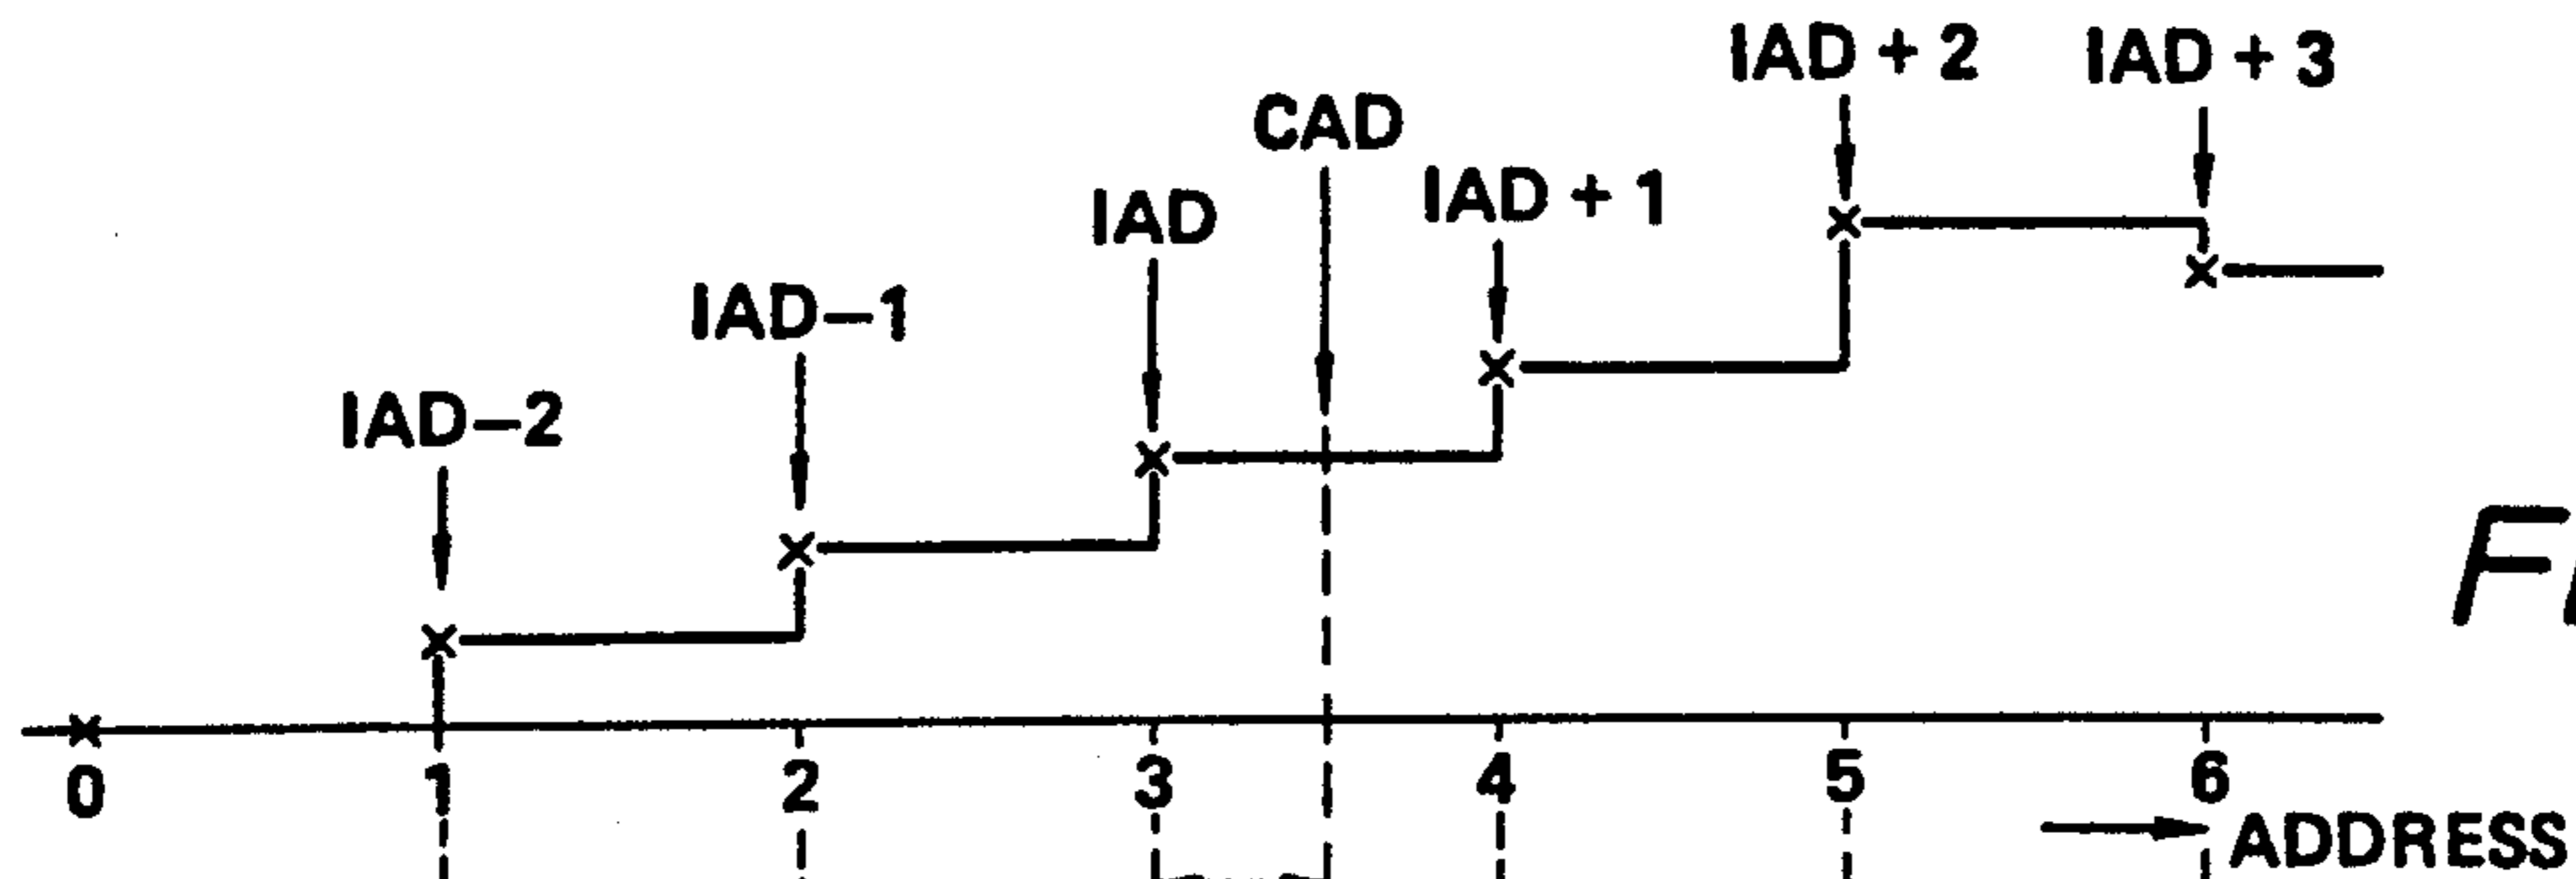 IAD + 2
IAD + 3
CAD
IAD + 1
IAD
IAD–1
IAD–2
0
1
2
3
4
5
6
ADDRESS